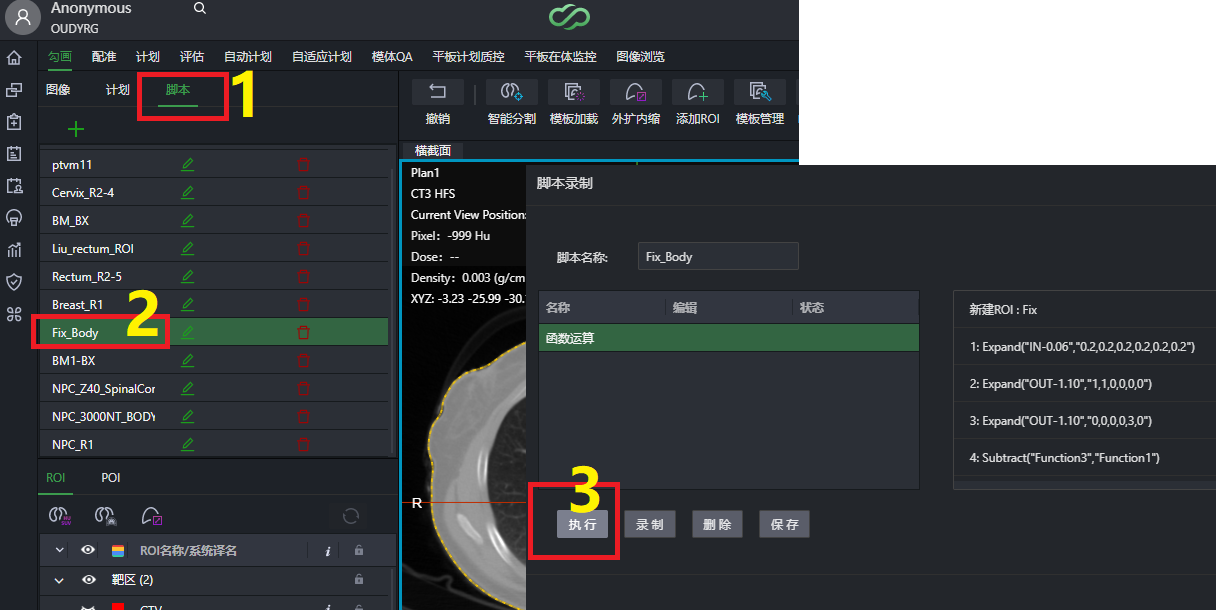 Anonymous
OUDYRG
勾画 配准 计划 评估 自动计划 自适应计划 模体QA 平板计划质控 平板在体监控 图像浏览
图像 计划 脚本 1
撤销 智能分割 模板加载 外扩内缩 添加ROI 模板管理
横截面
ptvm11
Cervix_R2-4
BM_BX
Liu_rectum_ROI
Rectum_R2-5
Breast_R1
2
Fix_Body
BM1-BX
NPC_Z40_SpinalCor
NPC_3000NT_BODY
NPC_R1
ROI POI
ROI名称/系统译名 i
靶区 (2)
CTV i
Plan1
CT3 HFS
Current View Position:
Pixel: -999 Hu
Dose: --
Density: 0.003 (g/cm
XYZ: -3.23 -25.99 -30.
R
脚本录制
脚本名称: Fix_Body
名称 编辑 状态
函数运算
新建ROI : Fix
1: Expand("IN-0.06","0.2,0.2,0.2,0.2,0.2,0.2")
2: Expand("OUT-1.10","1,1,0,0,0,0")
3: Expand("OUT-1.10","0,0,0,0,3,0")
4: Subtract("Function3","Function1")
3
执行 录制 删除 保存